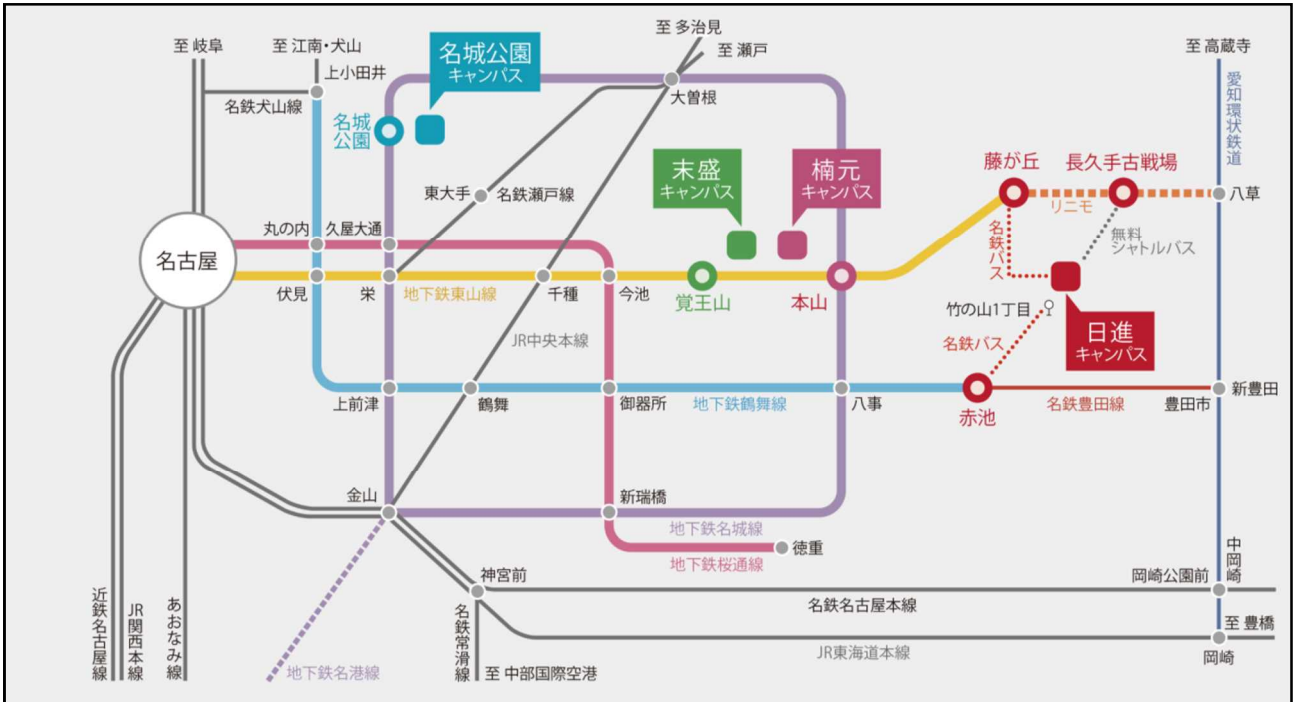 至 多治見
至 岐阜
至 江南・犬山
名城公園
キャンパス
至 瀬戸
至 高蔵寺
上小田井
大曽根
愛知環状鉄道
名鉄犬山線
名城
公園
末盛
キャンパス
楠元
キャンパス
藤が丘
長久手古戦場
東大手
名鉄瀬戸線
リニモ
八草
丸の内
久屋大通
名鉄バス
無料
シャトルバス
名古屋
伏見
栄
地下鉄東山線
千種
今池
覚王山
本山
竹の山1丁目
日進
キャンパス
JR中央本線
名鉄バス
上前津
鶴舞
御器所
地下鉄鶴舞線
八事
赤池
名鉄豊田線
豊田市
新豊田
金山
新瑞橋
地下鉄名城線
徳重
地下鉄桜通線
神宮前
岡崎公園前
中岡崎
近鉄名古屋線
JR関西本線
あおなみ線
名鉄常滑線
名鉄名古屋本線
至 豊橋
地下鉄名港線
至 中部国際空港
JR東海道本線
岡崎